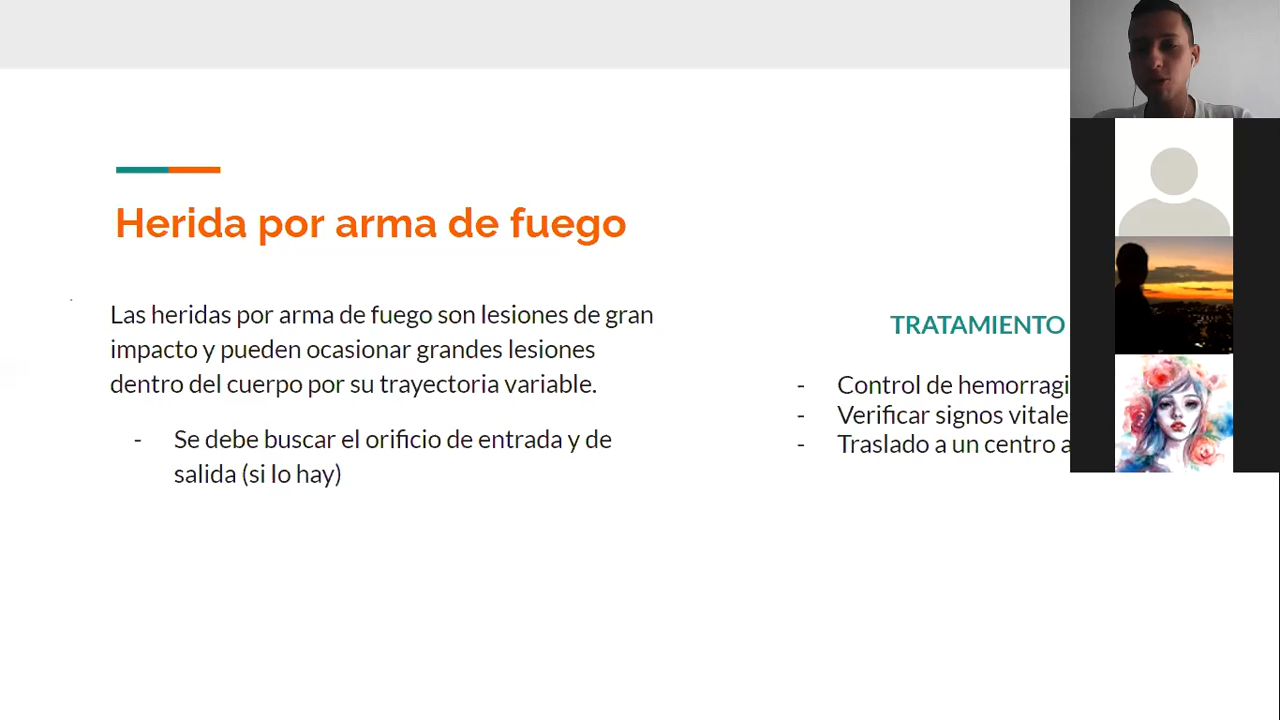 Herida por arma de fuego
Las heridas por arma de fuego son lesiones de gran
impacto y pueden ocasionar grandes lesiones
dentro del cuerpo por su trayectoria variable.
- Se debe buscar el orificio de entrada y de
salida (si lo hay)
TRATAMIENTO
- Control de hemorragi
- Verificar signos vitales
- Traslado a un centro a